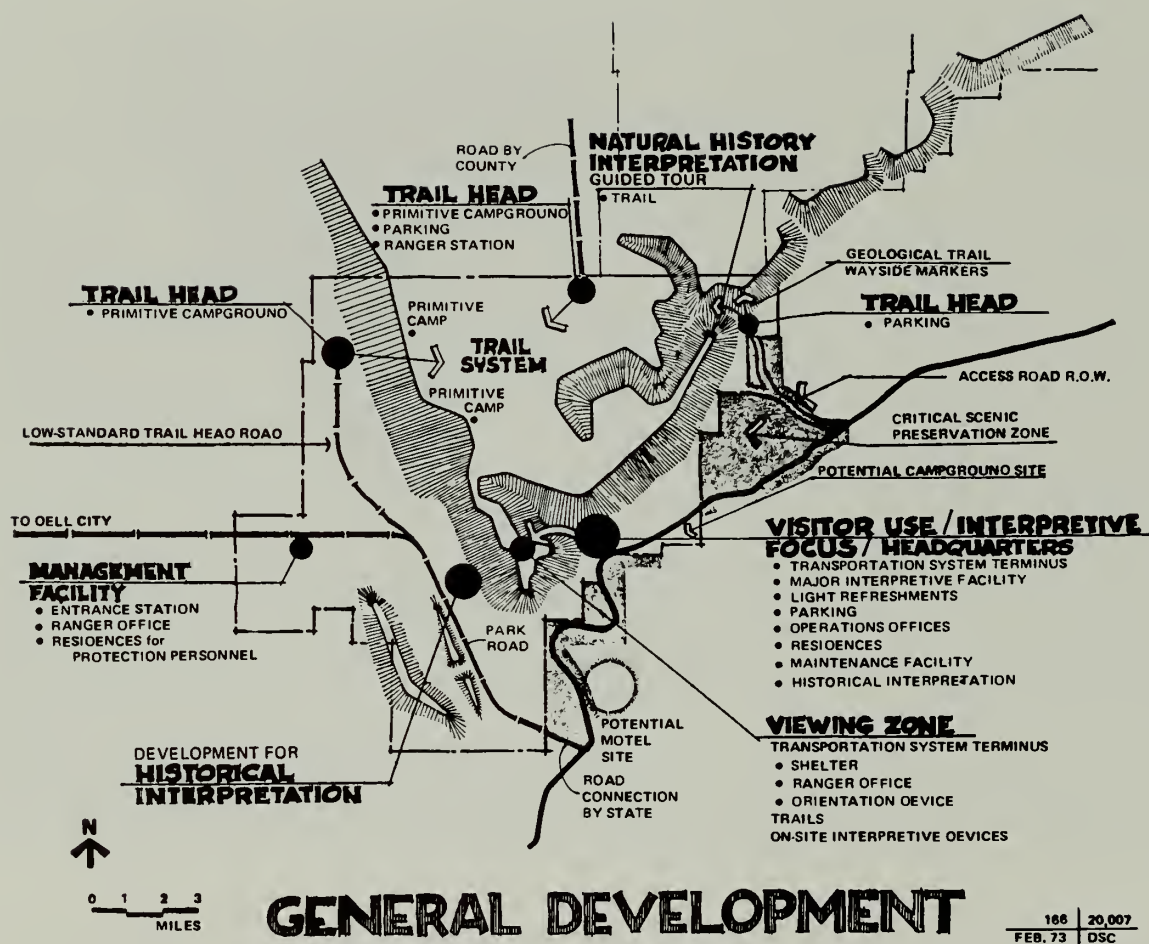 ROAD BY
COUNTY
NATURAL HISTORY
INTERPRETATION
GUIDED TOUR
• TRAIL
TRAIL HEAD
• PRIMITIVE CAMPGROUND
• PARKING
• RANGER STATION
GEOLOGICAL TRAIL
WAYSIDE MARKERS
TRAIL HEAD
• PRIMITIVE CAMPGROUND
TRAIL HEAD
• PARKING
PRIMITIVE
CAMP
TRAIL
SYSTEM
PRIMITIVE
CAMP
ACCESS ROAD R.O.W.
CRITICAL SCENIC
PRESERVATION ZONE
LOW-STANDARD TRAIL HEAO ROAO
POTENTIAL CAMPGROUND SITE
TO OELL CITY
MANAGEMENT
FACILITY
• ENTRANCE STATION
• RANGER OFFICE
• RESIOENCES for
PROTECTION PERSONNEL
VISITOR USE / INTERPRETIVE
FOCUS / HEADQUARTERS
• TRANSPORTATION SYSTEM TERMINUS
• MAJOR INTERPRETIVE FACILITY
• LIGHT REFRESHMENTS
• PARKING
• OPERATIONS OFFICES
• RESIOENCES
• MAINTENANCE FACILITY
• HISTORICAL INTERPRETATION
PARK
ROAD
POTENTIAL
MOTEL
SITE
VIEWING ZONE
TRANSPORTATION SYSTEM TERMINUS
• SHELTER
• RANGER OFFICE
• ORIENTATION OEVICE
TRAILS
ON-SITE INTERPRETIVE OEVICES
DEVELOPMENT FOR
HISTORICAL
INTERPRETATION
ROAD
CONNECTION
BY STATE
N
0 1 2 3
MILES
GENERAL DEVELOPMENT
166 20,007
FEB. 73 DSC